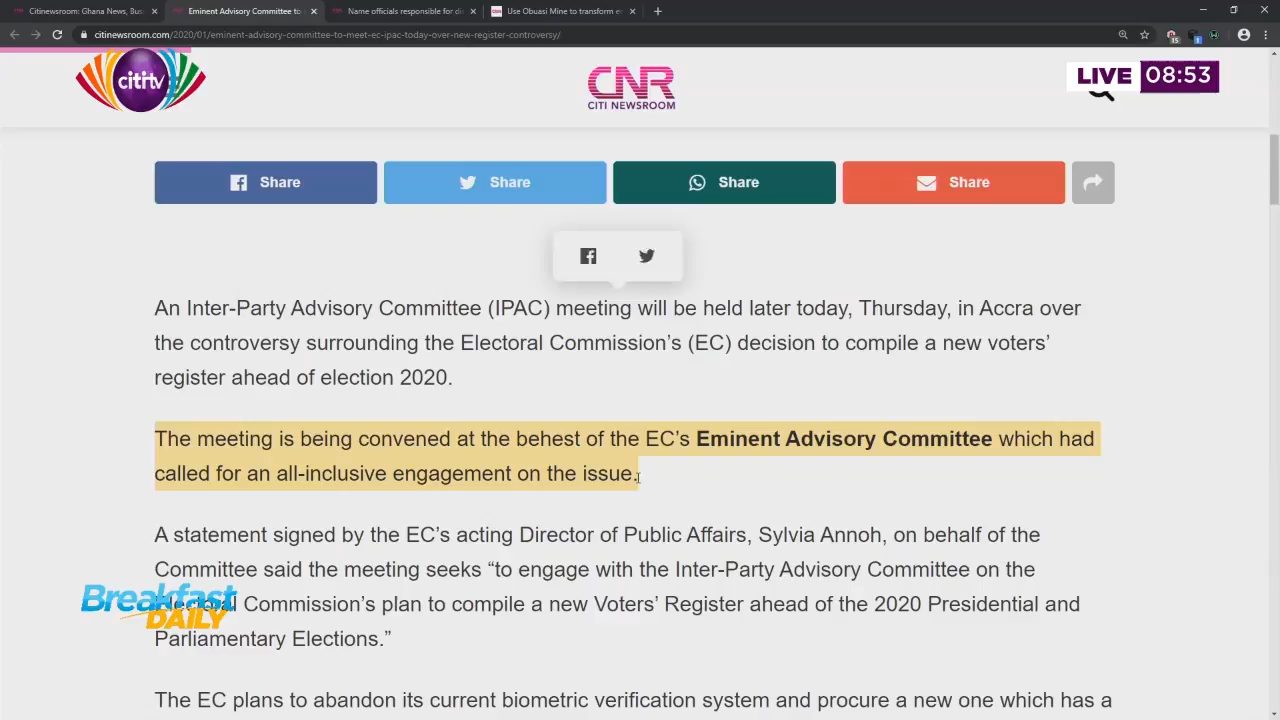 Citinewsroom: Ghana News, Bus
Eminent Advisory Committee to
Name officials responsible for de
Use Obuasi Mine to transform ec
citinewsroom.com/2020/01/eminent-advisory-committee-to-meet-ec-ipac-today-over-new-register-controversy/
citi tv
CNR
CITI NEWSROOM
LIVE 08:53
Share
Share
Share
Share
An Inter-Party Advisory Committee (IPAC) meeting will be held later today, Thursday, in Accra over
the controversy surrounding the Electoral Commission’s (EC) decision to compile a new voters’
register ahead of election 2020.
The meeting is being convened at the behest of the EC’s Eminent Advisory Committee which had
called for an all-inclusive engagement on the issue.
A statement signed by the EC’s acting Director of Public Affairs, Sylvia Annoh, on behalf of the
Committee said the meeting seeks “to engage with the Inter-Party Advisory Committee on the
Electoral Commission’s plan to compile a new Voters’ Register ahead of the 2020 Presidential and
Parliamentary Elections.”
Breakfast
DAILY
The EC plans to abandon its current biometric verification system and procure a new one which has a